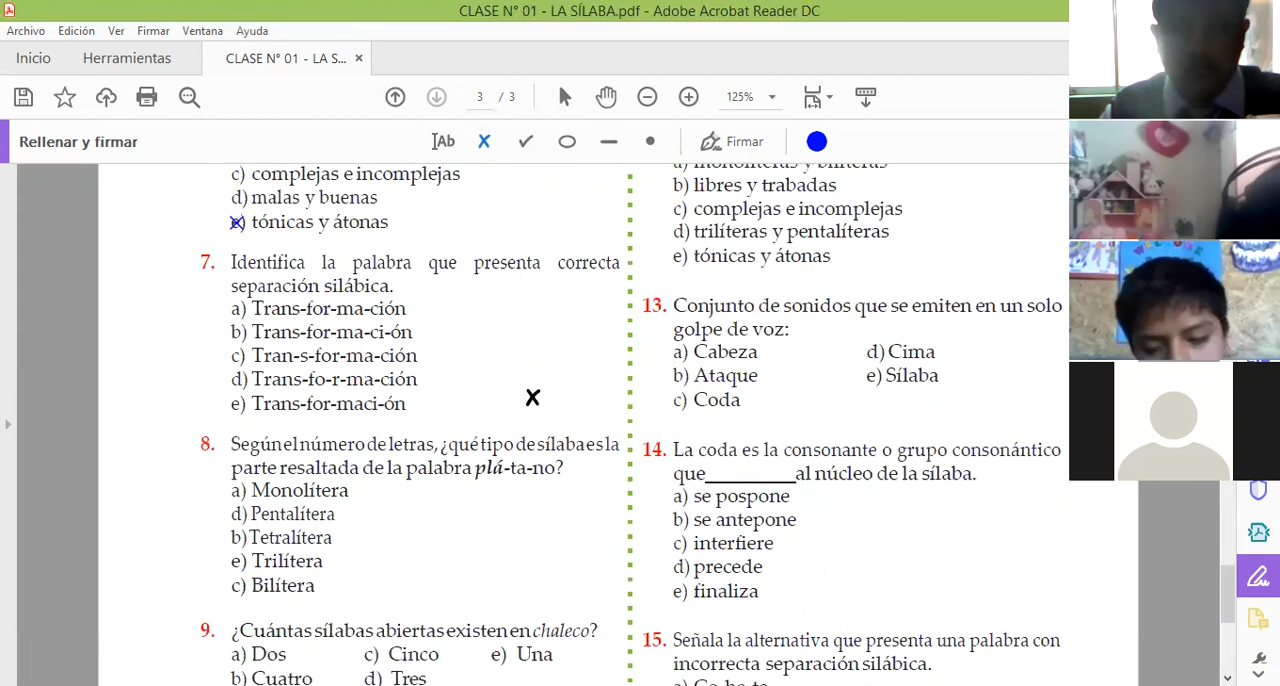 CLASE N° 01 - LA SÍLABA.pdf - Adobe Acrobat Reader DC
Archivo Edición Ver Firmar Ventana Ayuda
Inicio Herramientas CLASE N° 01 - LA S... ×
3 / 3 125%
Rellenar y firmar Ab Firmar
c) complejas e incomplejas
d) malas y buenas
e) tónicas y átonas
7. Identifica la palabra que presenta correcta
separación silábica.
a) Trans-for-ma-ción
b) Trans-for-ma-ci-ón
c) Tran-s-for-ma-ción
d) Trans-fo-r-ma-ción
e) Trans-for-maci-ón
8. Según el número de letras, ¿qué tipo de sílaba es la
parte resaltada de la palabra plá-ta-no?
a) Monolítera
d) Pentalítera
b) Tetralítera
e) Trilítera
c) Bilítera
9. ¿Cuántas sílabas abiertas existen en chaleco?
a) Dos c) Cinco e) Una
b) Cuatro d) Tres
a) monolíteras y bilíteras
b) libres y trabadas
c) complejas e incomplejas
d) trilíteras y pentalíteras
e) tónicas y átonas
13. Conjunto de sonidos que se emiten en un solo
golpe de voz:
a) Cabeza d) Cima
b) Ataque e) Sílaba
c) Coda
14. La coda es la consonante o grupo consonántico
que_________al núcleo de la sílaba.
a) se pospone
b) se antepone
c) interfiere
d) precede
e) finaliza
15. Señala la alternativa que presenta una palabra con
incorrecta separación silábica.